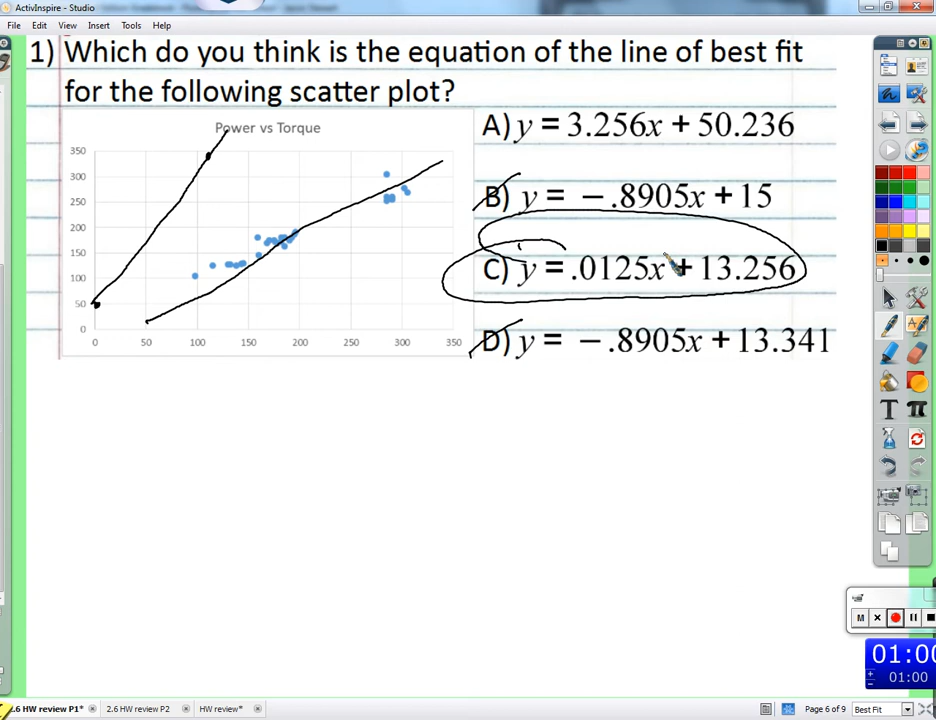 ActivInspire - Studio
File Edit View Insert Tools Help
1) Which do you think is the equation of the line of best fit
for the following scatter plot?
Power vs Torque
350
300
250
200
150
100
50
0
0 50 100 150 200 250 300 350
A) y = 3.256x + 50.236
B) y = − .8905x + 15
C) y = .0125x + 13.256
D) y = − .8905x + 13.341
T π
M
01:00
01:00
2.6 HW review P1* 2.6 HW review P2 HW review* Page 6 of 9 Best Fit